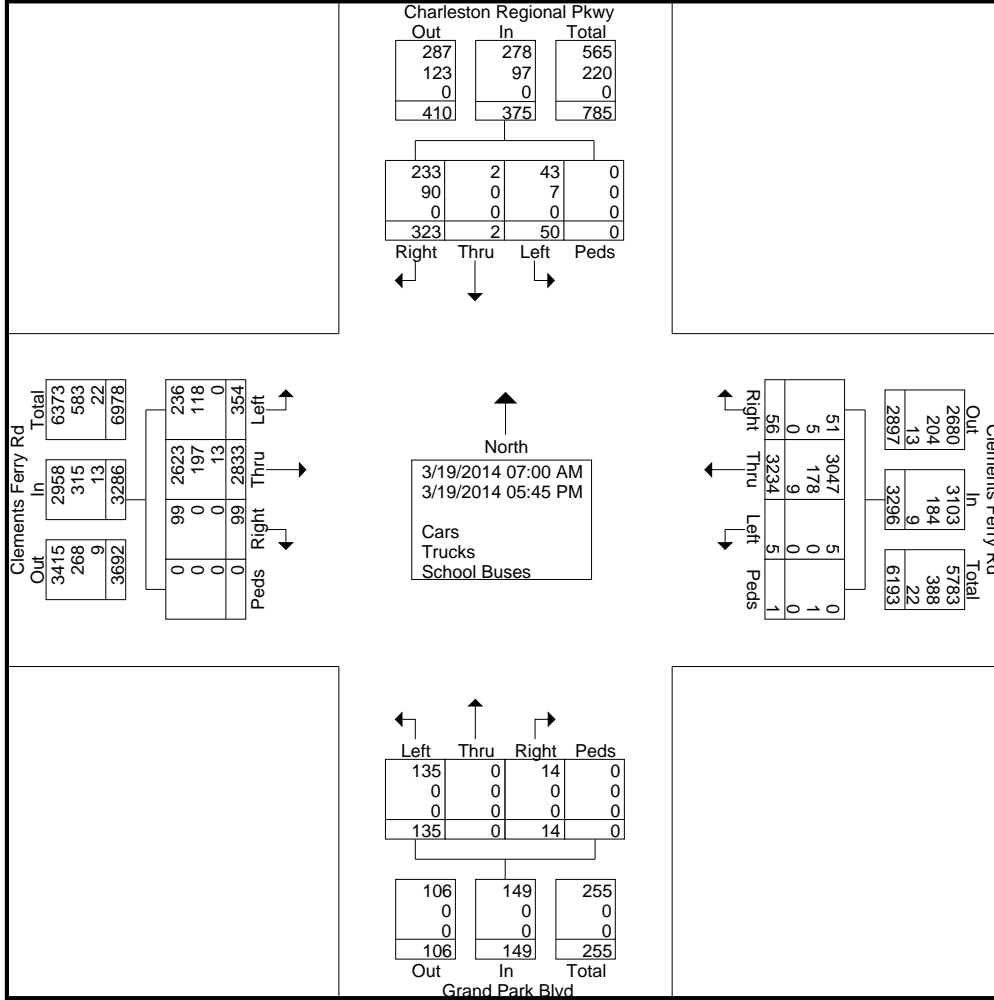 Charleston Regional Pkwy
Out In Total
287 278 565
123 97 220
0 0 0
410 375 785
233 2 43 0
90 0 7 0
0 0 0 0
323 2 50 0
Right Thru Left Peds
Clements Ferry Rd
Total In Out
6373 2958 3415
583 315 268
22 13 9
6978 3286 3692
Left Thru Right Peds
236 2623 99 0
118 197 0 0
0 13 0 0
354 2833 99 0
North
3/19/2014 07:00 AM
3/19/2014 05:45 PM
Cars
Trucks
School Buses
Right Thru Left Peds
51 3047 5 0
5 178 0 1
0 9 0 0
56 3234 5 1
Out In Total
2680 3103 5783
204 184 388
13 9 22
2897 3296 6193
Clements Ferry Rd
Left Thru Right Peds
135 0 14 0
0 0 0 0
0 0 0 0
135 0 14 0
106 149 255
0 0 0
0 0 0
106 149 255
Out In Total
Grand Park Blvd